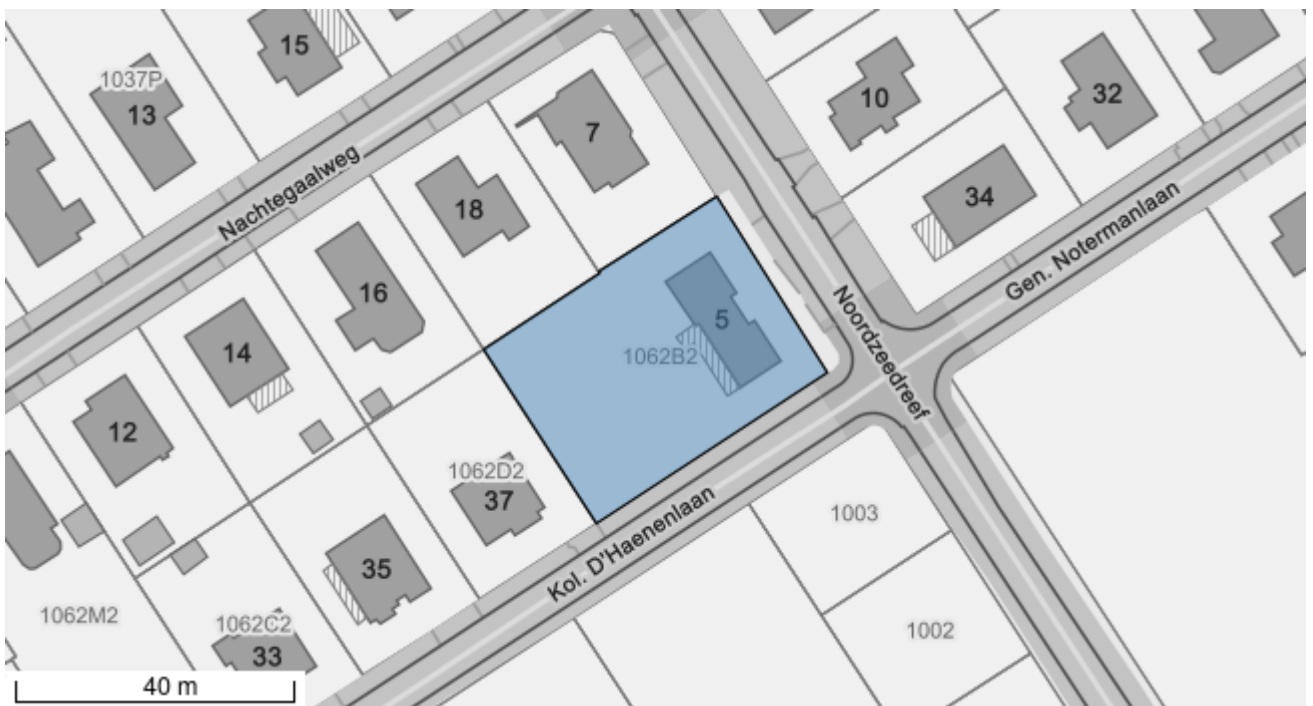 15
1037P
13
10
32
7
Nachtegaalweg
18
34
Gen. Notermanlaan
16
5
Noordzeedreef
14
1062B2
12
1062D2
37
1003
Kol. D'Haenenlaan
35
1062M2
1062C2
33
1002
40 m